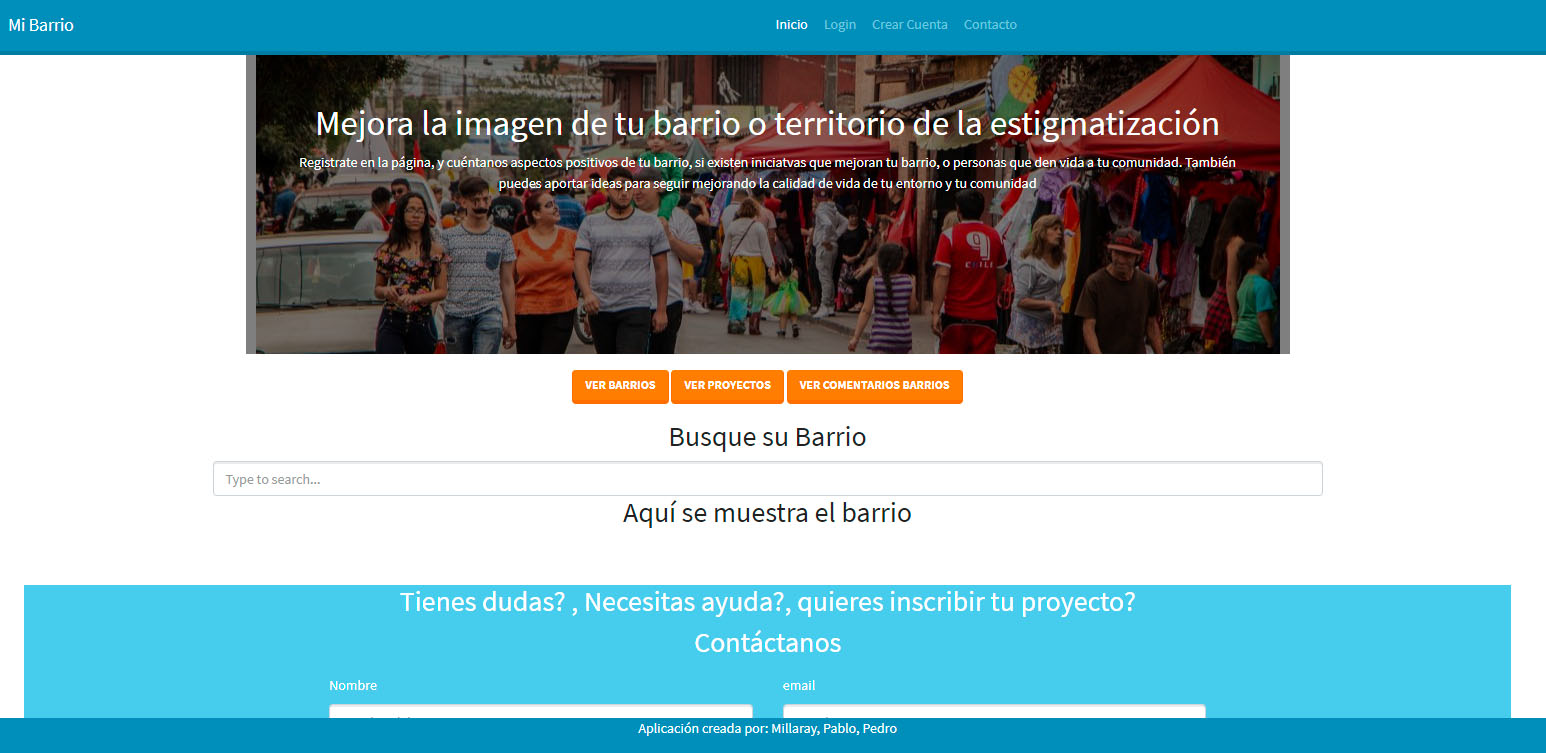 Mi Barrio
Inicio Login Crear Cuenta Contacto
Mejora la imagen de tu barrio o territorio de la estigmatización
Registrate en la página, y cuéntanos aspectos positivos de tu barrio, si existen iniciatvas que mejoran tu barrio, o personas que den vida a tu comunidad. También
puedes aportar ideas para seguir mejorando la calidad de vida de tu entorno y tu comunidad
9
CHILE
VER BARRIOS VER PROYECTOS VER COMENTARIOS BARRIOS
Busque su Barrio
Type to search...
Aquí se muestra el barrio
Tienes dudas? , Necesitas ayuda?, quieres inscribir tu proyecto?
Contáctanos
Nombre email
Aplicación creada por: Millaray, Pablo, Pedro